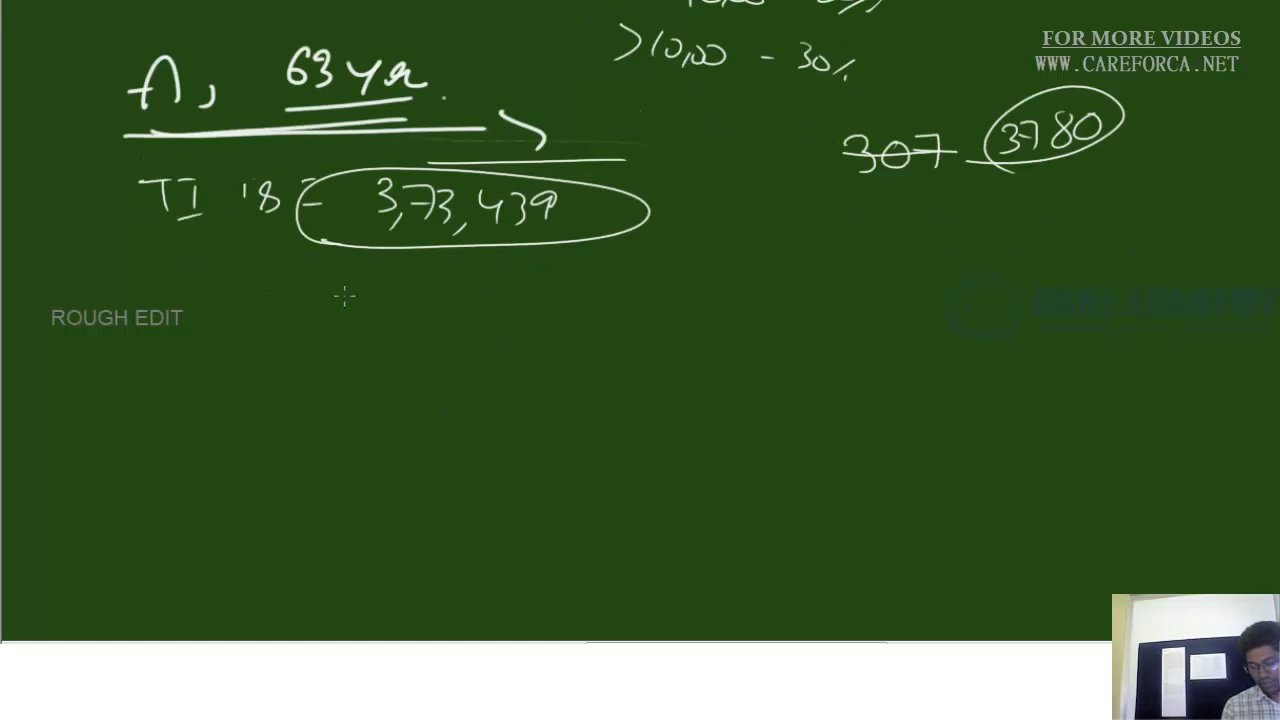 >10,00 - 30%
FOR MORE VIDEOS
WWW.CAREFORCA.NET
A, 63 yr.
307 3780
TI is = 3,73,439
ROUGH EDIT